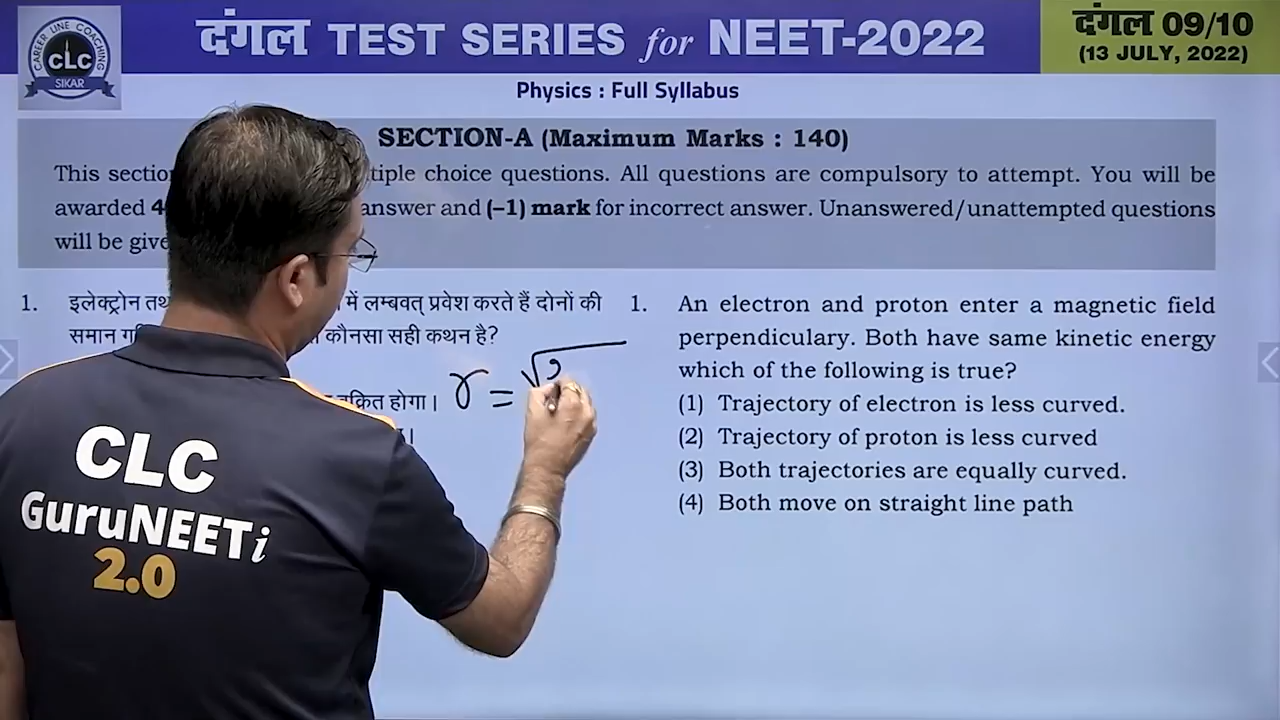 दंगल TEST SERIES for NEET-2022
दंगल 09/10
(13 JULY, 2022)
CAREER LINE COACHING
CLC
SIKAR
Physics : Full Syllabus
SECTION-A (Maximum Marks : 140)
This choice questions. All questions are compulsory to attempt. You will be
awarded answer and (–1) mark for incorrect answer. Unanswered/unattempted questions
will be
1. इलेक्ट्रोन में लम्बवत् प्रवेश करते हैं दोनों की
समान कौनसा सही कथन है?
होगा।
r = √2
1. An electron and proton enter a magnetic field
perpendiculary. Both have same kinetic energy
which of the following is true?
(1) Trajectory of electron is less curved.
(2) Trajectory of proton is less curved
(3) Both trajectories are equally curved.
(4) Both move on straight line path
CLC
GuruNEETi
2.0